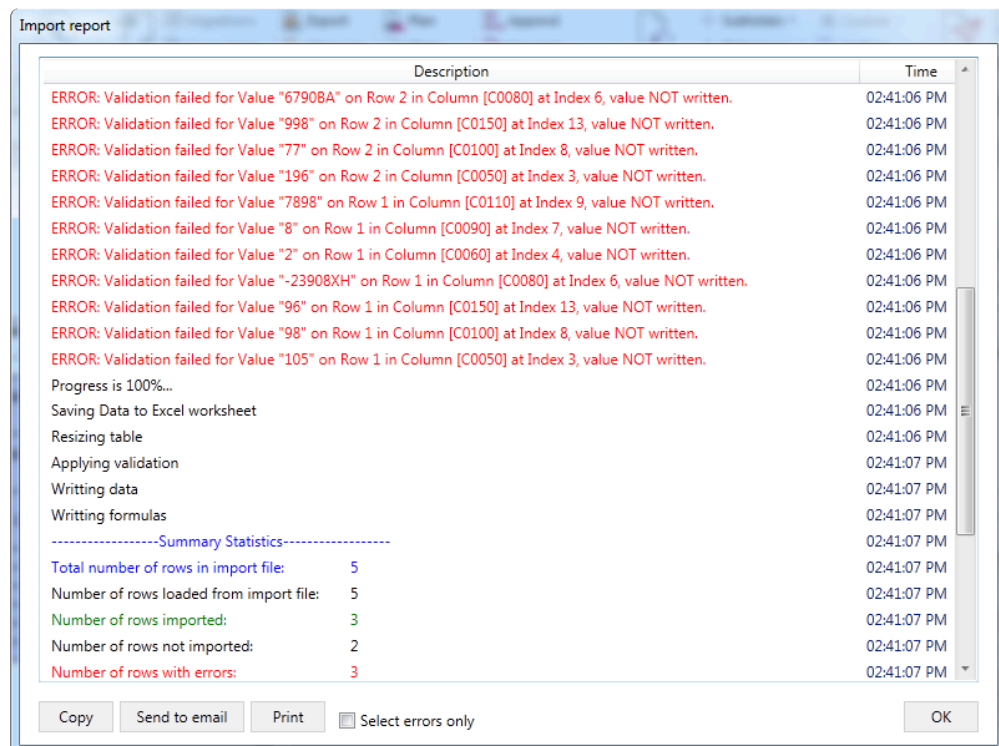 Import report
Export
Plan
Append
Description Time
ERROR: Validation failed for Value "6790BA" on Row 2 in Column [C0080] at Index 6, value NOT written. 02:41:06 PM
ERROR: Validation failed for Value "998" on Row 2 in Column [C0150] at Index 13, value NOT written. 02:41:06 PM
ERROR: Validation failed for Value "77" on Row 2 in Column [C0100] at Index 8, value NOT written. 02:41:06 PM
ERROR: Validation failed for Value "196" on Row 2 in Column [C0050] at Index 3, value NOT written. 02:41:06 PM
ERROR: Validation failed for Value "7898" on Row 1 in Column [C0110] at Index 9, value NOT written. 02:41:06 PM
ERROR: Validation failed for Value "8" on Row 1 in Column [C0090] at Index 7, value NOT written. 02:41:06 PM
ERROR: Validation failed for Value "2" on Row 1 in Column [C0060] at Index 4, value NOT written. 02:41:06 PM
ERROR: Validation failed for Value "-23908XH" on Row 1 in Column [C0080] at Index 6, value NOT written. 02:41:06 PM
ERROR: Validation failed for Value "96" on Row 1 in Column [C0150] at Index 13, value NOT written. 02:41:06 PM
ERROR: Validation failed for Value "98" on Row 1 in Column [C0100] at Index 8, value NOT written. 02:41:06 PM
ERROR: Validation failed for Value "105" on Row 1 in Column [C0050] at Index 3, value NOT written. 02:41:06 PM
Progress is 100%... 02:41:06 PM
Saving Data to Excel worksheet 02:41:06 PM
Resizing table 02:41:06 PM
Applying validation 02:41:07 PM
Writting data 02:41:07 PM
Writting formulas 02:41:07 PM
------------------Summary Statistics------------------ 02:41:07 PM
Total number of rows in import file: 5 02:41:07 PM
Number of rows loaded from import file: 5 02:41:07 PM
Number of rows imported: 3 02:41:07 PM
Number of rows not imported: 2 02:41:07 PM
Number of rows with errors: 3 02:41:07 PM
Copy Send to email Print Select errors only OK